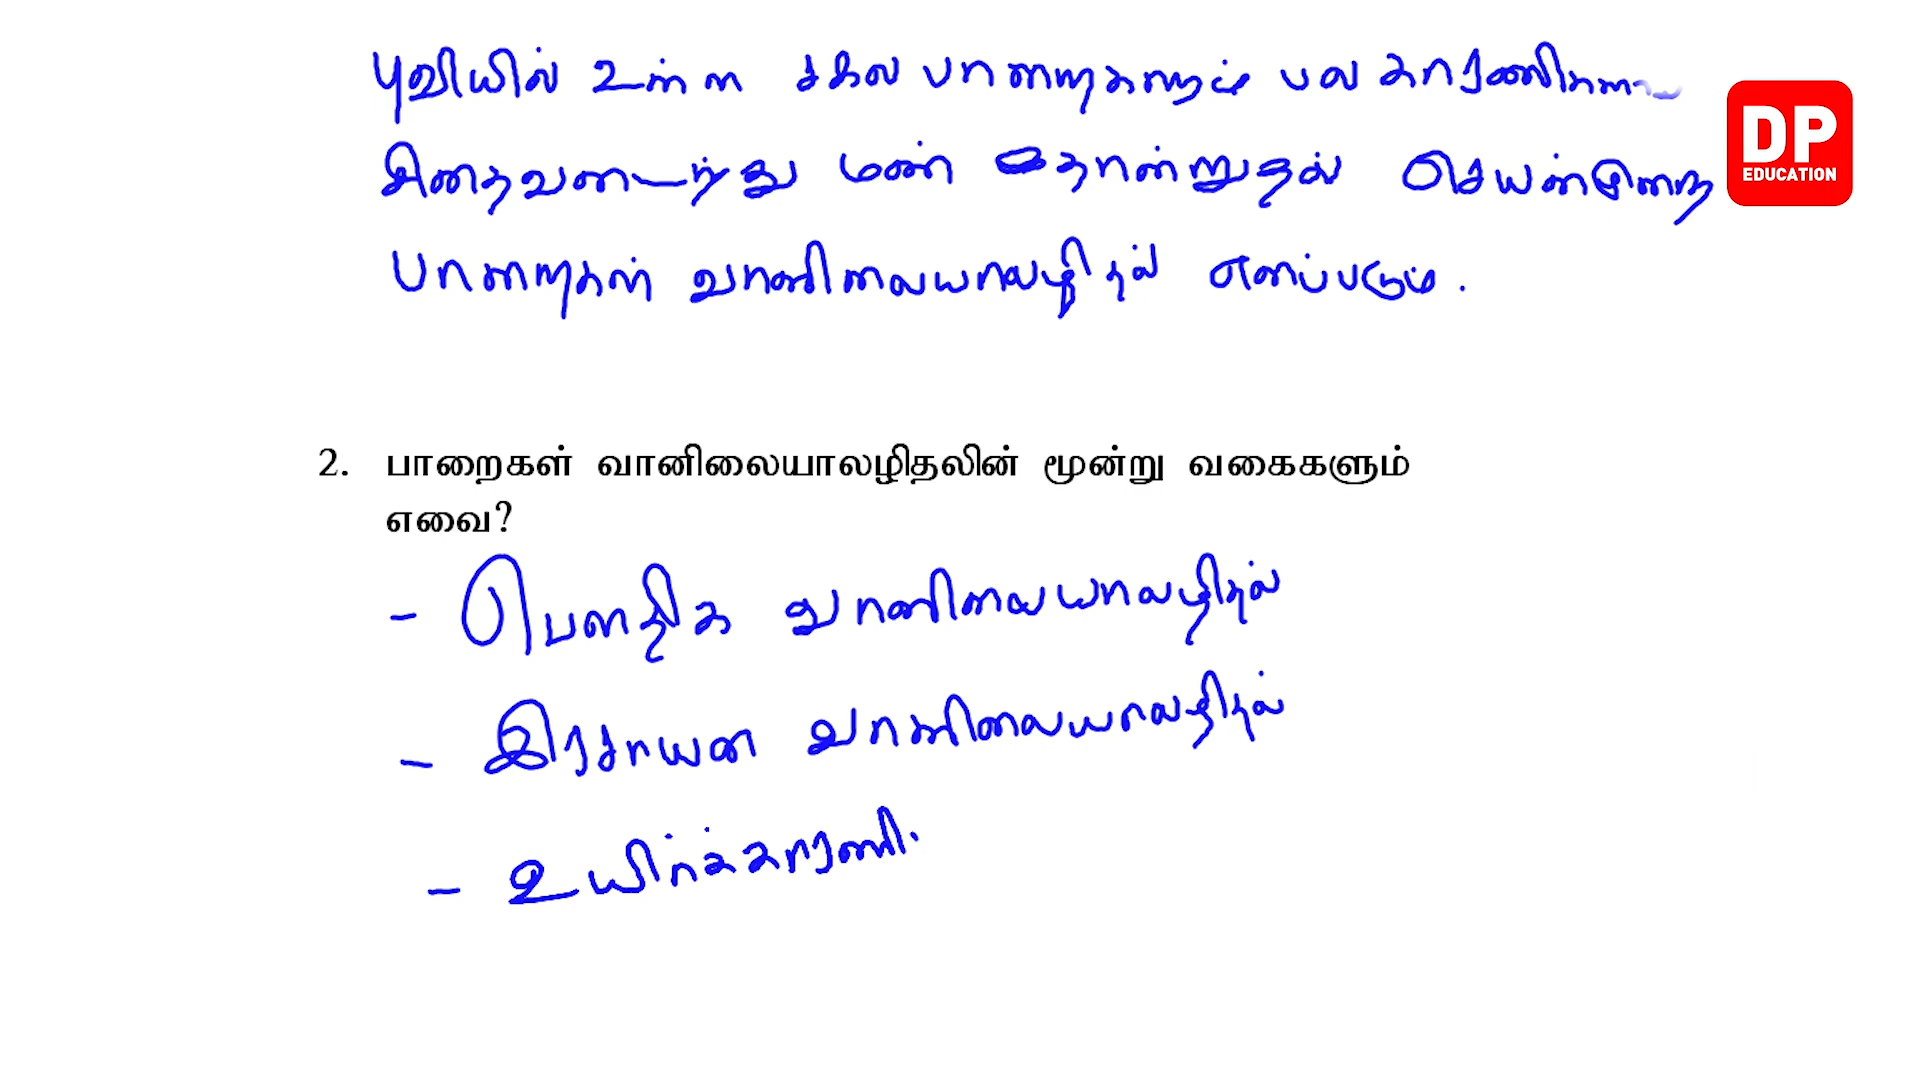 புவியில் உள்ள சகல பாறைகளும் பல காரணிகளால்
சிதைவடைந்து மண் தோன்றுதல் செயன்முறை
பாறைகள் வானிலையாலழிதல் எனப்படும்.
DP
EDUCATION
2. பாறைகள் வானிலையாலழிதலின் மூன்று வகைகளும்
எவை?
- பௌதிக வானிலையாலழிதல்
- இரசாயன வானிலையாலழிதல்
- உயிர்க்காரணி